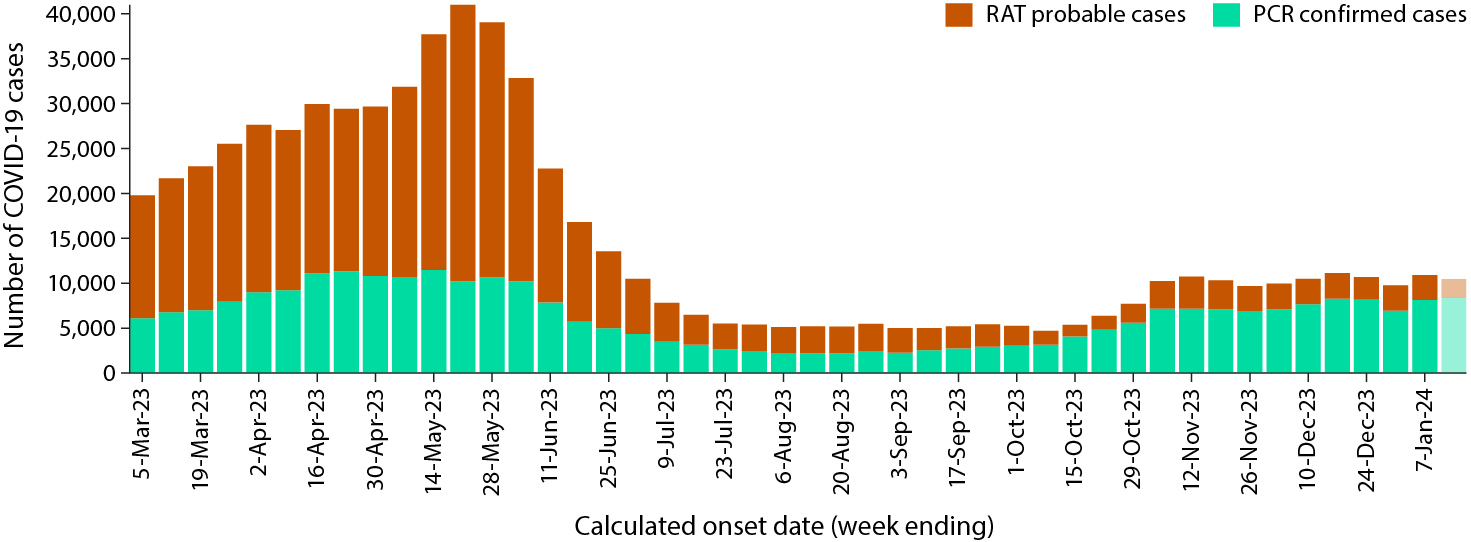 RAT probable cases
PCR confirmed cases
Number of COVID-19 cases
40,000
35,000
30,000
25,000
20,000
15,000
10,000
5,000
0
5-Mar-23
19-Mar-23
2-Apr-23
16-Apr-23
30-Apr-23
14-May-23
28-May-23
11-Jun-23
25-Jun-23
9-Jul-23
23-Jul-23
6-Aug-23
20-Aug-23
3-Sep-23
17-Sep-23
1-Oct-23
15-Oct-23
29-Oct-23
12-Nov-23
26-Nov-23
10-Dec-23
24-Dec-23
7-Jan-24
Calculated onset date (week ending)